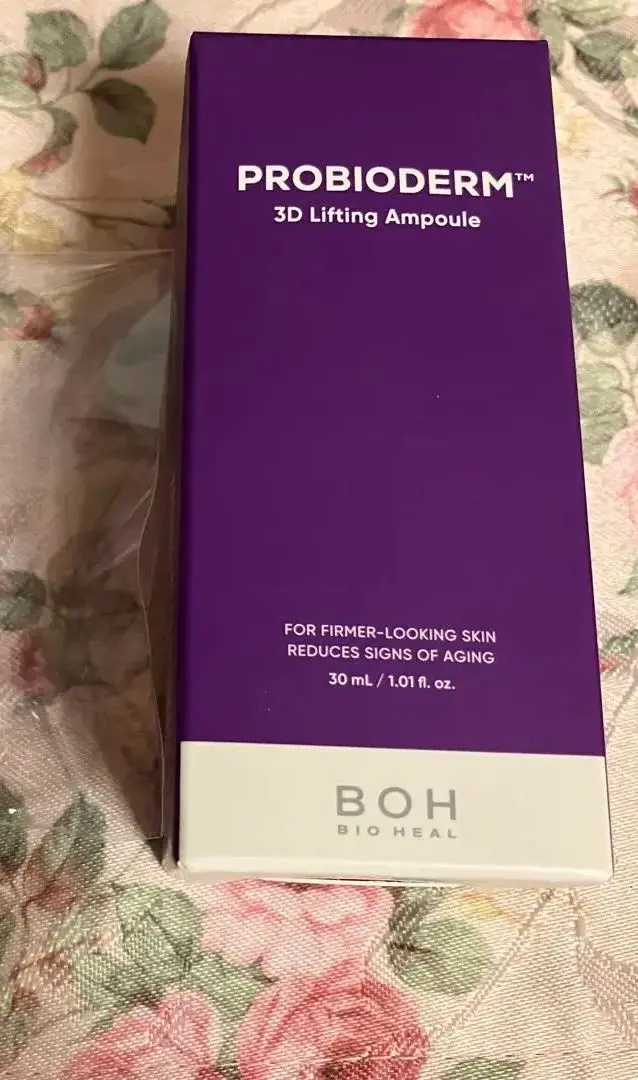 PROBIODERM™
3D Lifting Ampoule
FOR FIRMER-LOOKING SKIN
REDUCES SIGNS OF AGING
30 mL / 1.01 fl. oz.
BOH
BIO HEAL